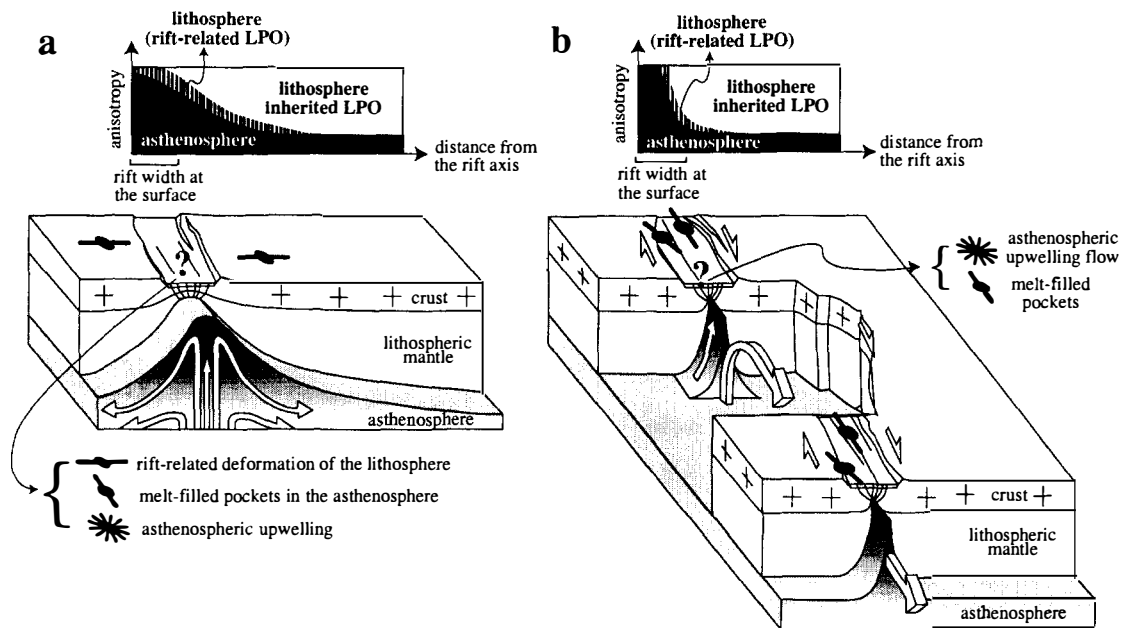 a
lithosphere
(rift-related LPO)
anisotropy
lithosphere
inherited LPO
asthenosphere
distance from
the rift axis
rift width at
the surface
?
crust
lithospheric
mantle
asthenosphere
{ rift-related deformation of the lithosphere
melt-filled pockets in the asthenosphere
asthenospheric upwelling
b
lithosphere
(rift-related LPO)
anisotropy
lithosphere
inherited LPO
asthenosphere
distance from
the rift axis
rift width at
the surface
?
{ asthenospheric
upwelling flow
melt-filled
pockets
crust
lithospheric
mantle
asthenosphere